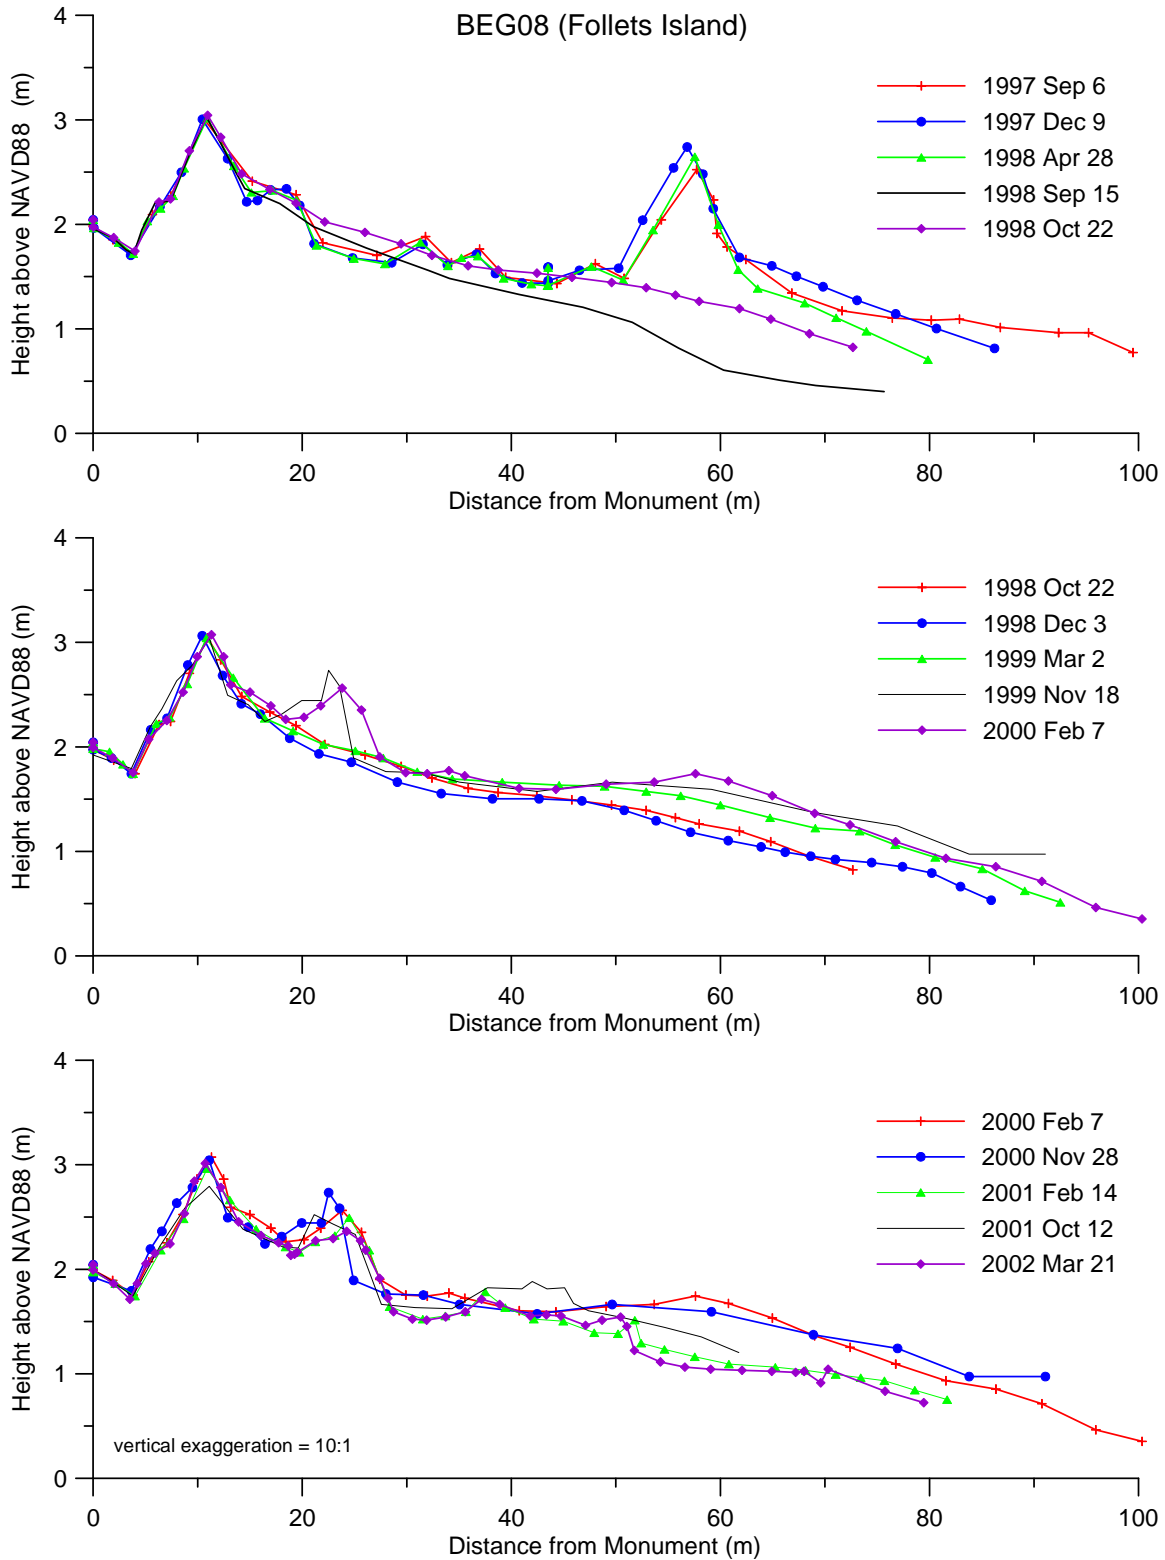 BEG08 (Follets Island)
4
3
2
1
0
Height above NAVD88 (m)
1997 Sep 6
1997 Dec 9
1998 Apr 28
1998 Sep 15
1998 Oct 22
0 20 40 60 80 100
Distance from Monument (m)
4
3
2
1
0
Height above NAVD88 (m)
1998 Oct 22
1998 Dec 3
1999 Mar 2
1999 Nov 18
2000 Feb 7
0 20 40 60 80 100
Distance from Monument (m)
4
3
2
1
0
Height above NAVD88 (m)
2000 Feb 7
2000 Nov 28
2001 Feb 14
2001 Oct 12
2002 Mar 21
vertical exaggeration = 10:1
0 20 40 60 80 100
Distance from Monument (m)